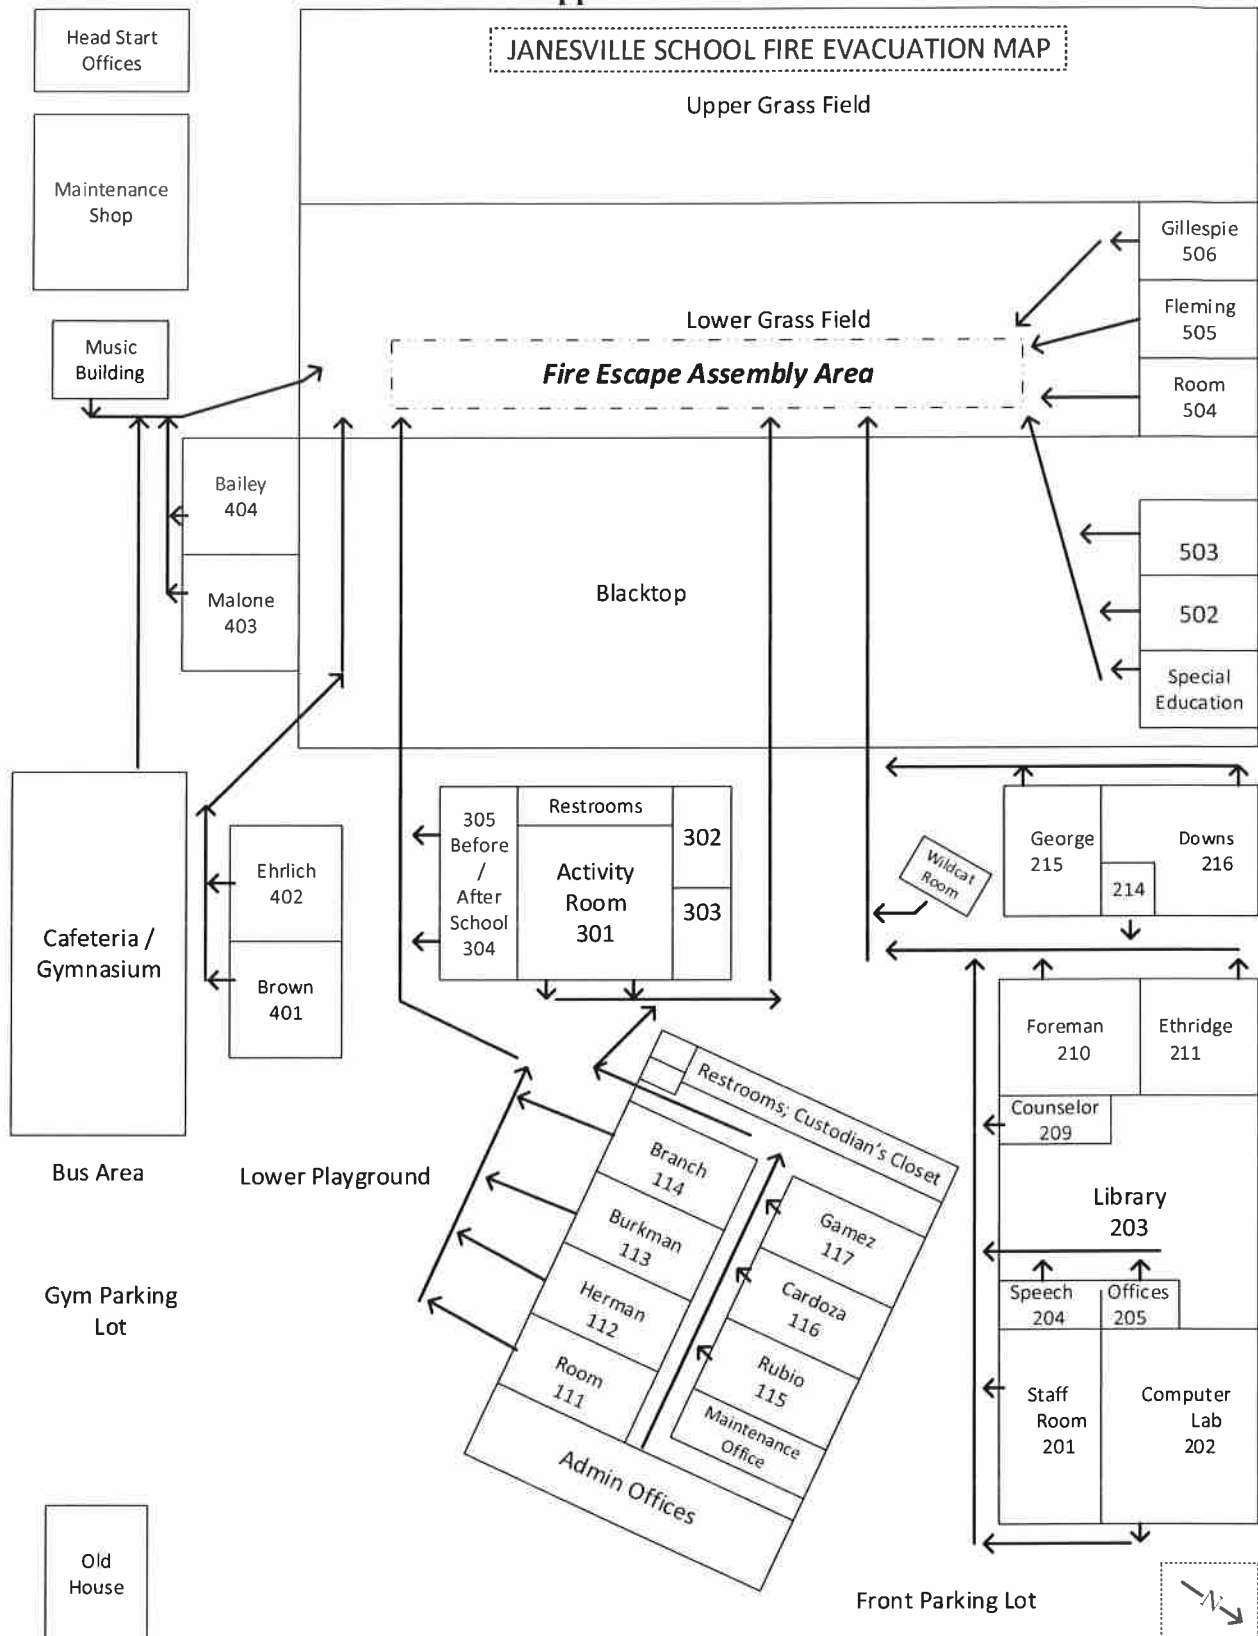 JANESVILLE SCHOOL FIRE EVACUATION MAP
Head Start
Offices
Upper Grass Field
Maintenance
Shop
Gillespie
506
Fleming
505
Room
504
Lower Grass Field
Fire Escape Assembly Area
Music
Building
Bailey
404
Malone
403
Blacktop
503
502
Special
Education
Cafeteria /
Gymnasium
Ehrlich
402
Brown
401
305
Before
/
After
School
304
Restrooms
Activity
Room
301
302
303
Wildcat
Room
George
215
Downs
216
214
Foreman
210
Ethridge
211
Counselor
209
Library
203
Speech
204
Offices
205
Staff
Room
201
Computer
Lab
202
Bus Area
Lower Playground
Gym Parking
Lot
Restrooms; Custodian's Closet
Branch
114
Burkman
113
Herman
112
Room
111
Gamez
117
Cardoza
116
Rubio
115
Maintenance
Office
Admin Offices
Old
House
Front Parking Lot
N